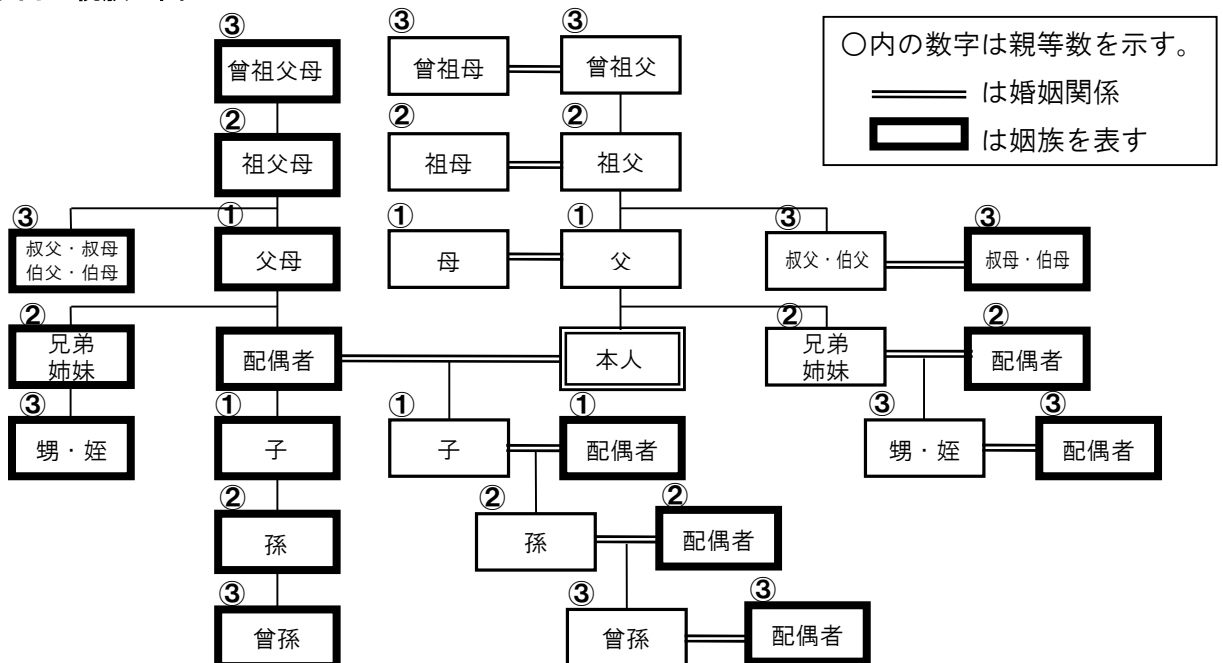 ③ ③ ③
曾祖父母 曾祖母 曾祖父
② ② ②
祖父母 祖母 祖父
③ ① ① ① ③ ③
叔父・叔母
伯父・伯母
父母 母 父 叔父・伯父 叔母・伯母
② ② ②
兄弟
姉妹
配偶者 本人
兄弟
姉妹
配偶者
③ ① ① ① ③ ③
甥・姪 子 子 配偶者 甥・姪 配偶者
② ② ②
孫 孫 配偶者
③ ③ ③
曾孫 曾孫 配偶者
〇内の数字は親等数を示す。
は婚姻関係
は姻族を表す